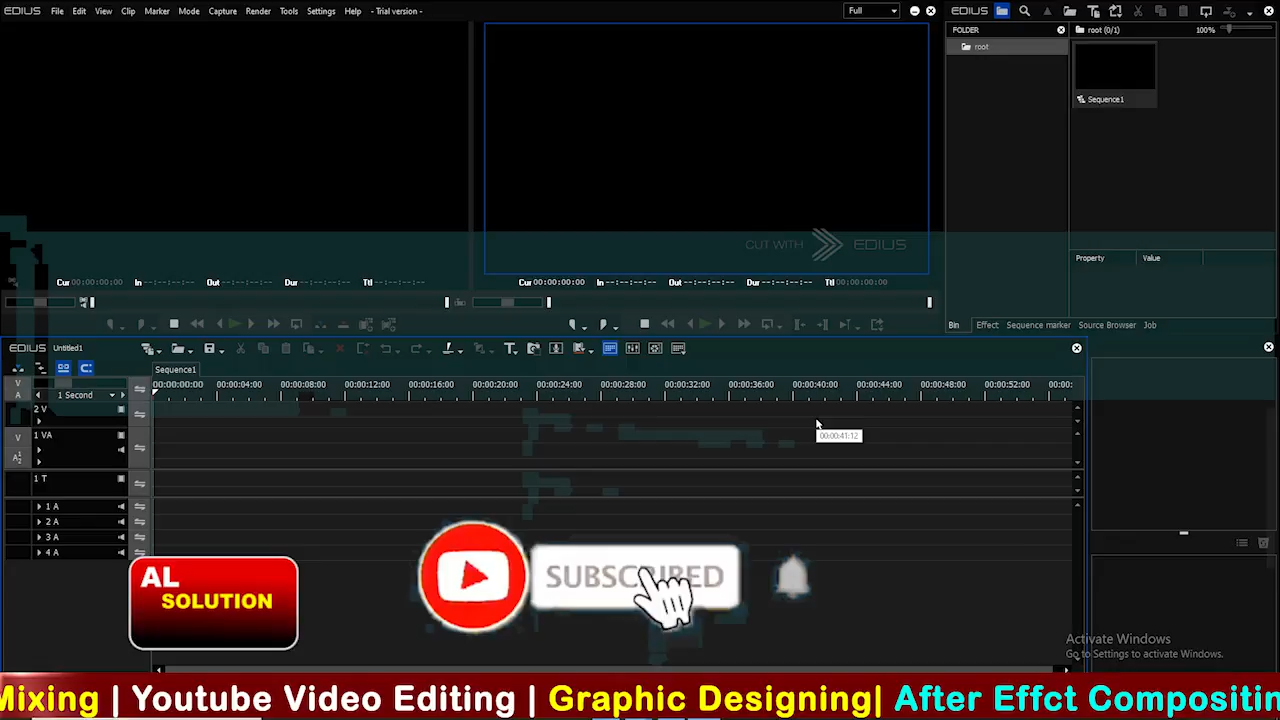 EDIUS File Edit View Clip Marker Mode Capture Render Tools Settings Help - Trial version - Full
EDIUS
FOLDER
root (0/1) 100%
root
Sequence1
CUT WITH EDIUS
Property Value
Cur 00:00:00:00 In --:--:--:-- Out --:--:--:-- Dur --:--:--:-- Ttl --:--:--:--
Cur 00:00:00:00 In --:--:--:-- Out --:--:--:-- Dur --:--:--:-- Ttl 00:00:00:00
Bin Effect Sequence marker Source Browser Job
EDIUS Untitled1
Sequence1
V
A
1 Second
00:00:00:00 00:00:04:00 00:00:08:00 00:00:12:00 00:00:16:00 00:00:20:00 00:00:24:00 00:00:28:00 00:00:32:00 00:00:36:00 00:00:40:00 00:00:44:00 00:00:48:00 00:00:52:00 00:00:
2 V
00:00:41:12
V 1 VA
A12
1 T
1 A
2 A
3 A
4 A
AL
SOLUTION
SUBSCRIBED
Activate Windows
Go to Settings to activate Windows.
Mixing | Youtube Video Editing | Graphic Designing| After Effct Compositin